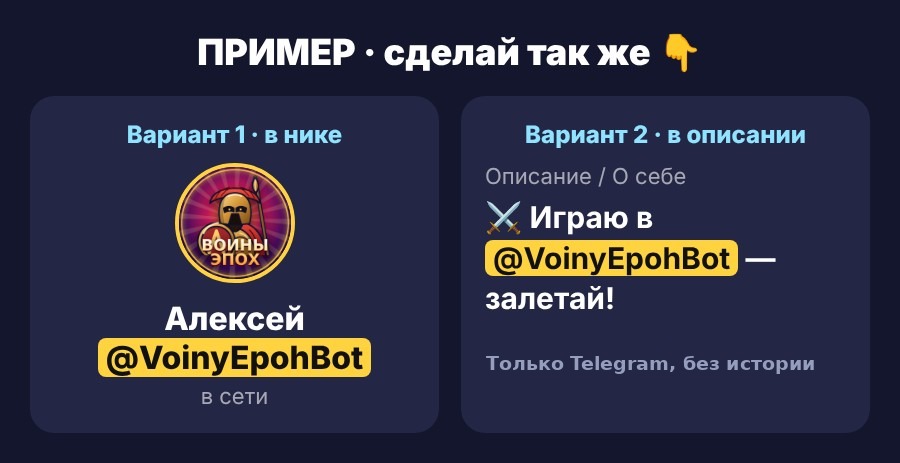 ПРИМЕР · сделай так же 👇
Вариант 1 · в нике
ВОИНЫ
ЭПОХ
Алексей
@VoinyEpohBot
в сети
Вариант 2 · в описании
Описание / О себе
⚔️ Играю в
@VoinyEpohBot —
залетай!
Только Telegram, без истории